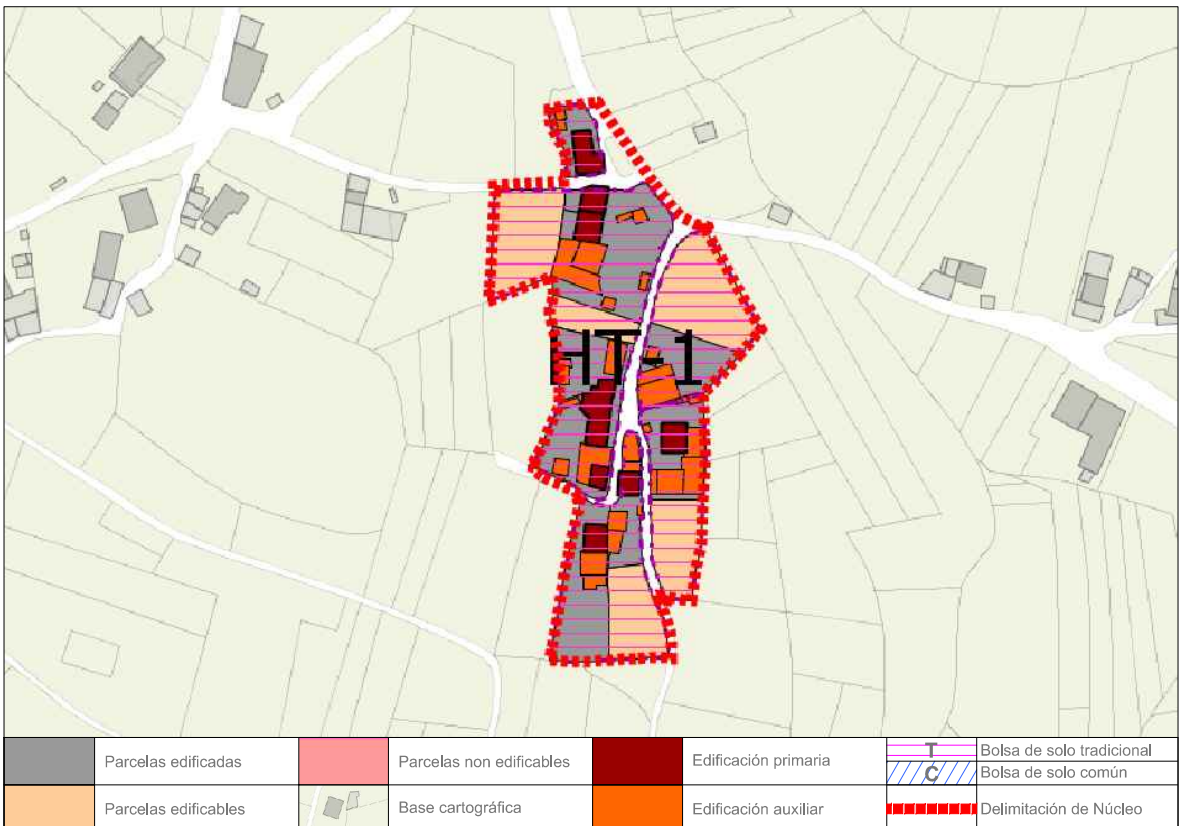 HT-1
Parcelas edificadas
Parcelas non edificables
Edificación primaria
T
Bolsa de solo tradicional
C
Bolsa de solo común
Parcelas edificables
Base cartográfica
Edificación auxiliar
Delimitación de Núcleo